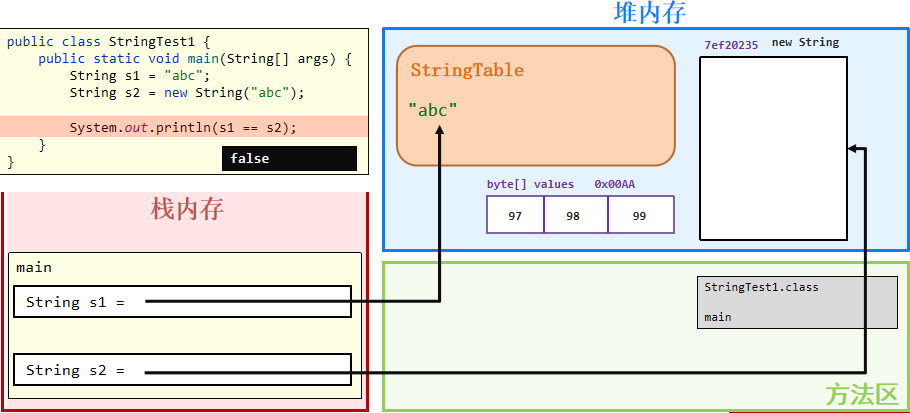 堆内存
public class StringTest1 {
public static void main(String[] args) {
String s1 = "abc";
String s2 = new String("abc");
System.out.println(s1 == s2);
}
}
false
StringTable
"abc"
7ef20235 new String
byte[] values 0x00AA
97 98 99
栈内存
main
String s1 =
String s2 =
StringTest1.class
main
方法区